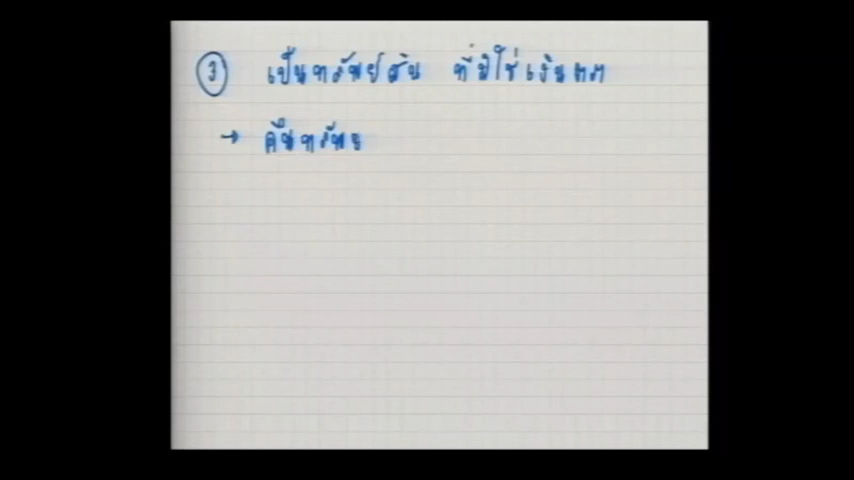 ③ เป็นทรัพย์สิน ที่มิใช่เงินตรา
→ คืนทรัพย์